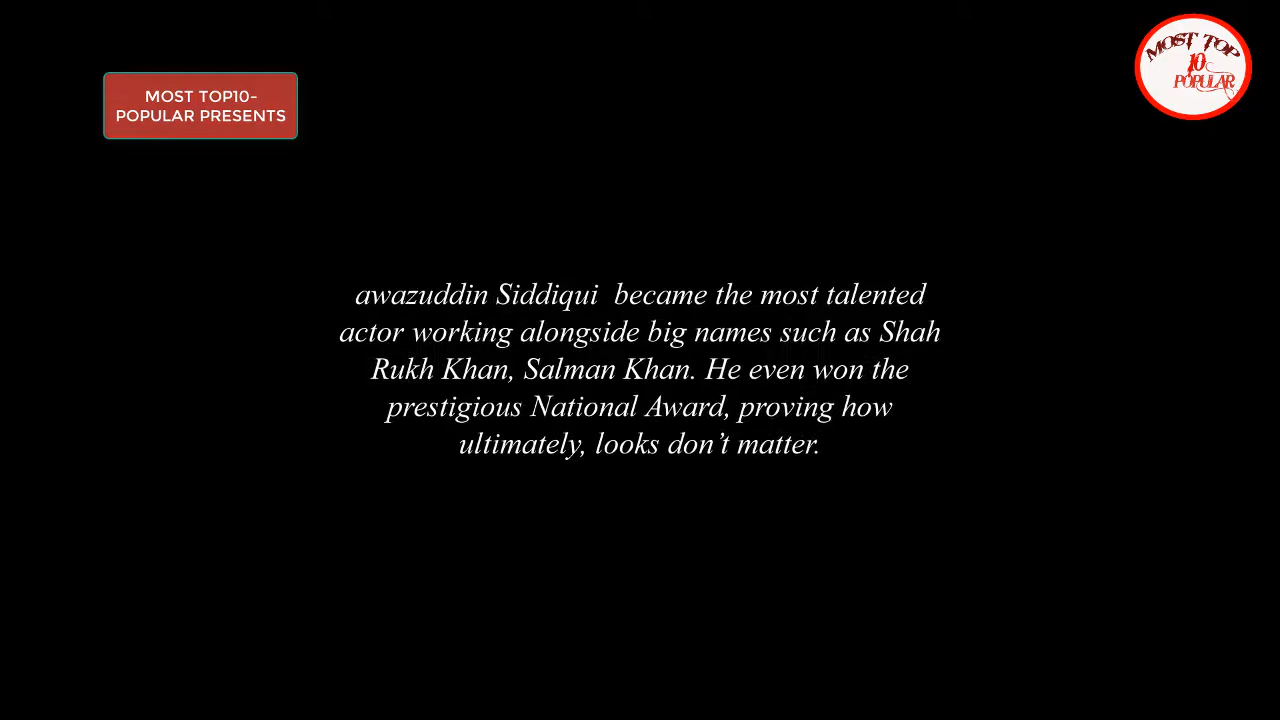 MOST TOP
10
POPULAR
MOST TOP10-
POPULAR PRESENTS
awazuddin Siddiqui  became the most talented
actor working alongside big names such as Shah
Rukh Khan, Salman Khan. He even won the
prestigious National Award, proving how
ultimately, looks don’t matter.